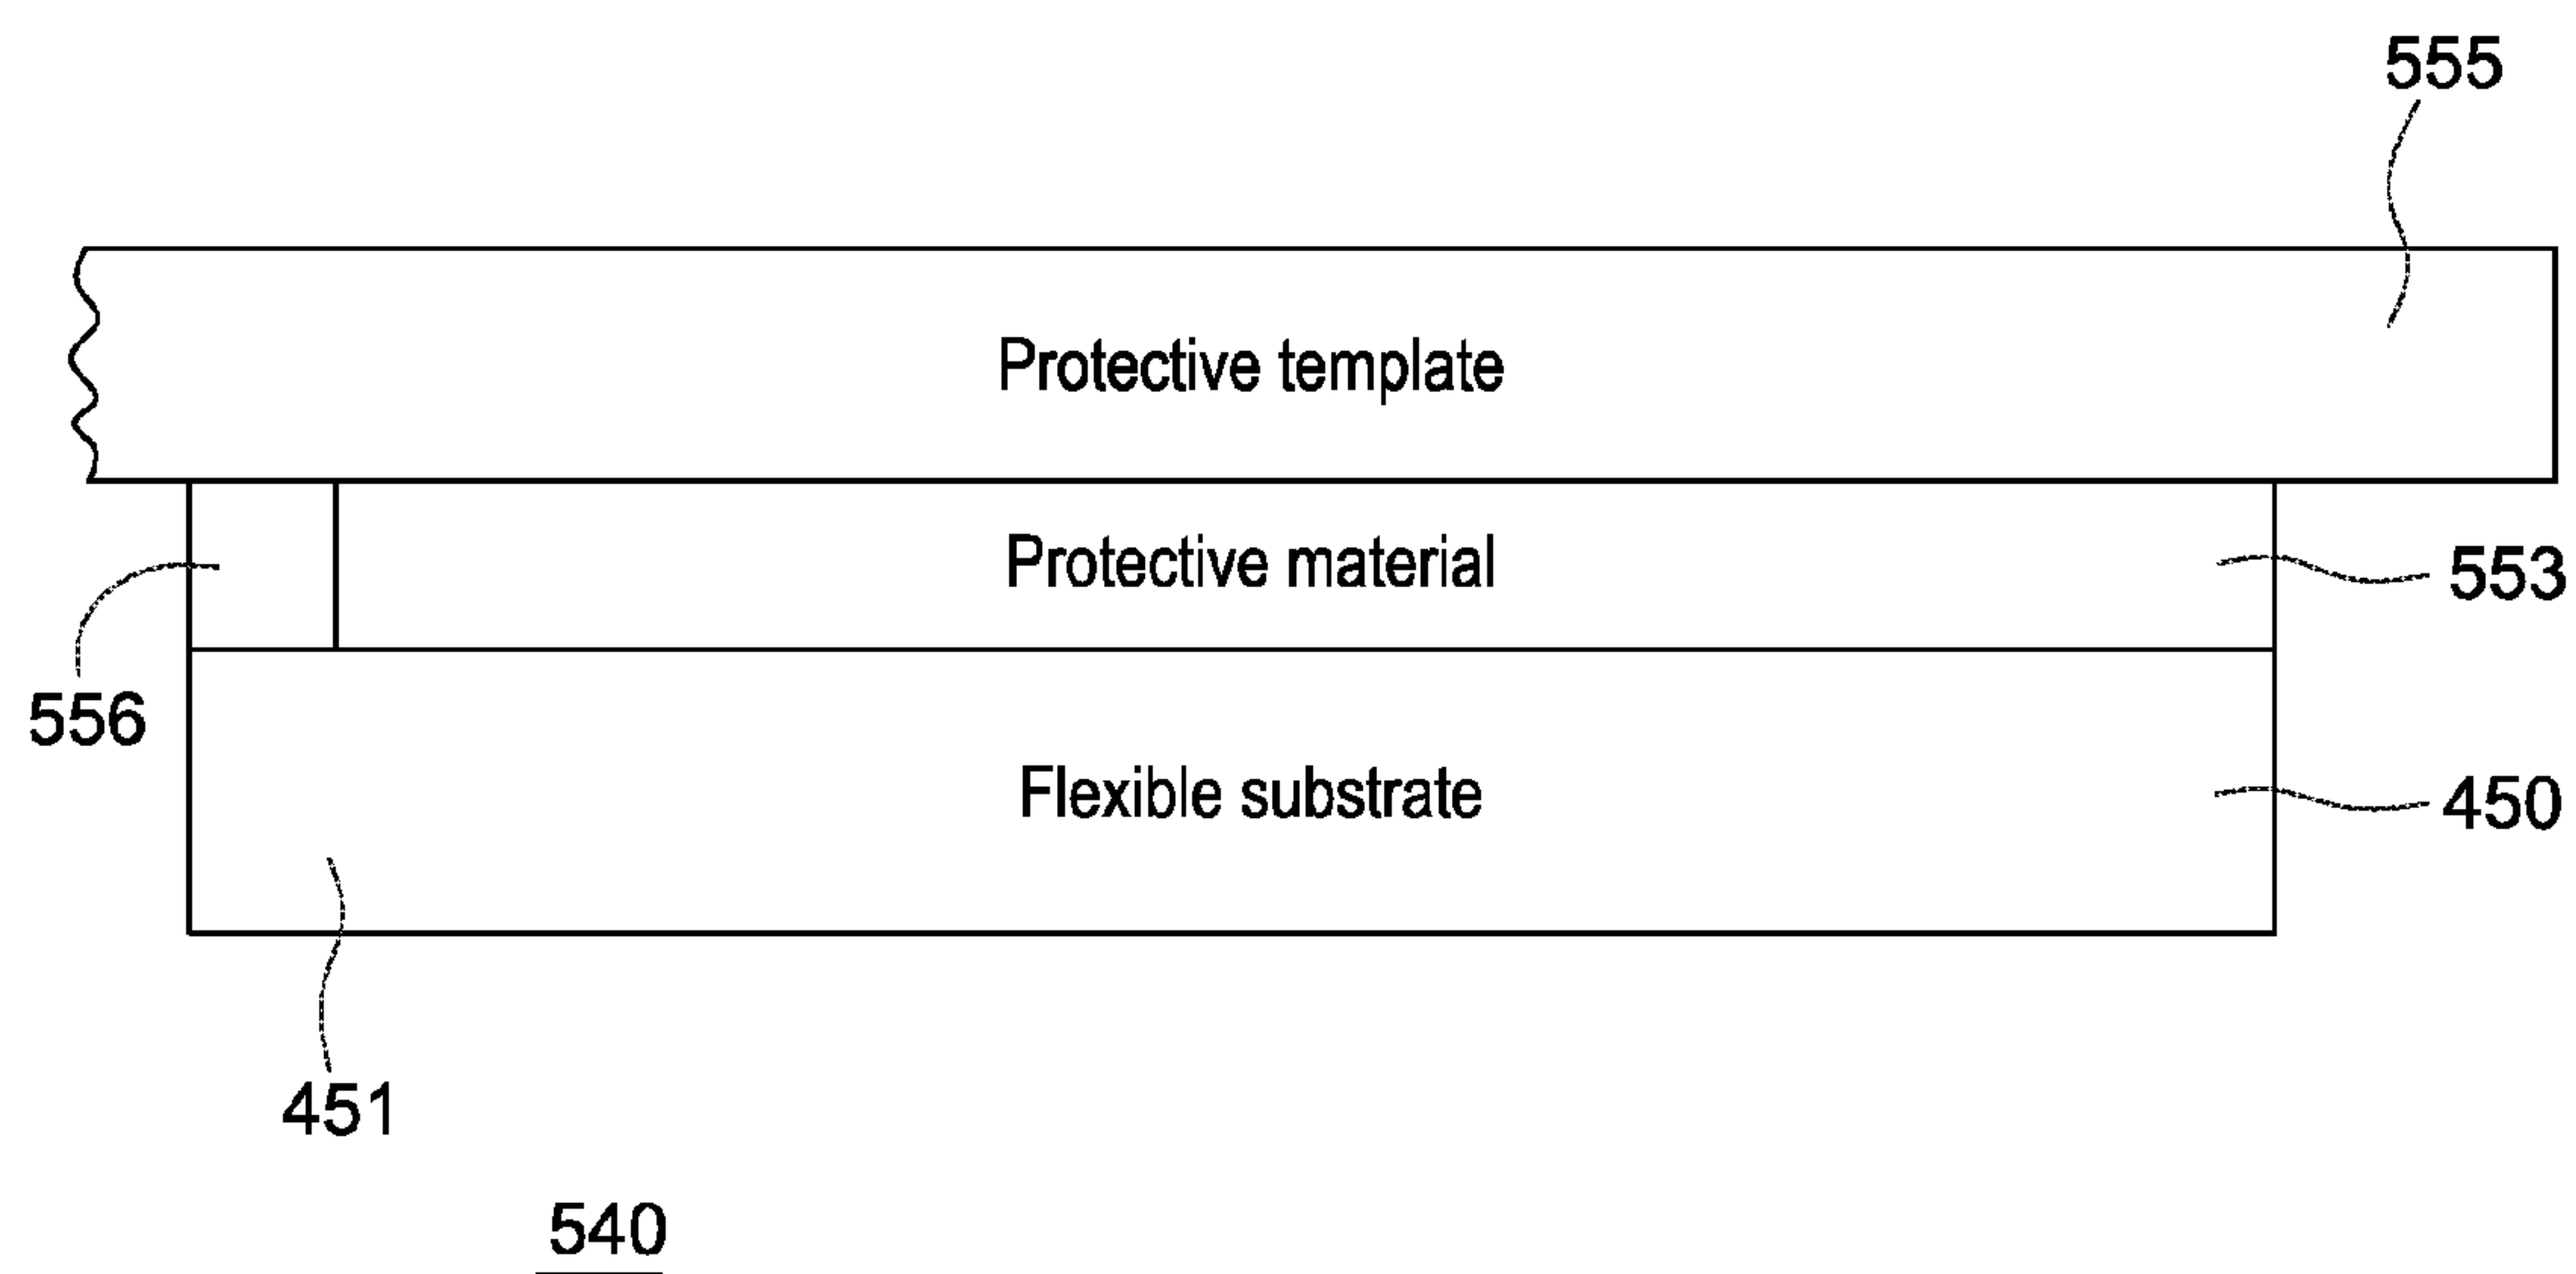 555
Protective template
Protective material
553
556
Flexible substrate
450
451
540